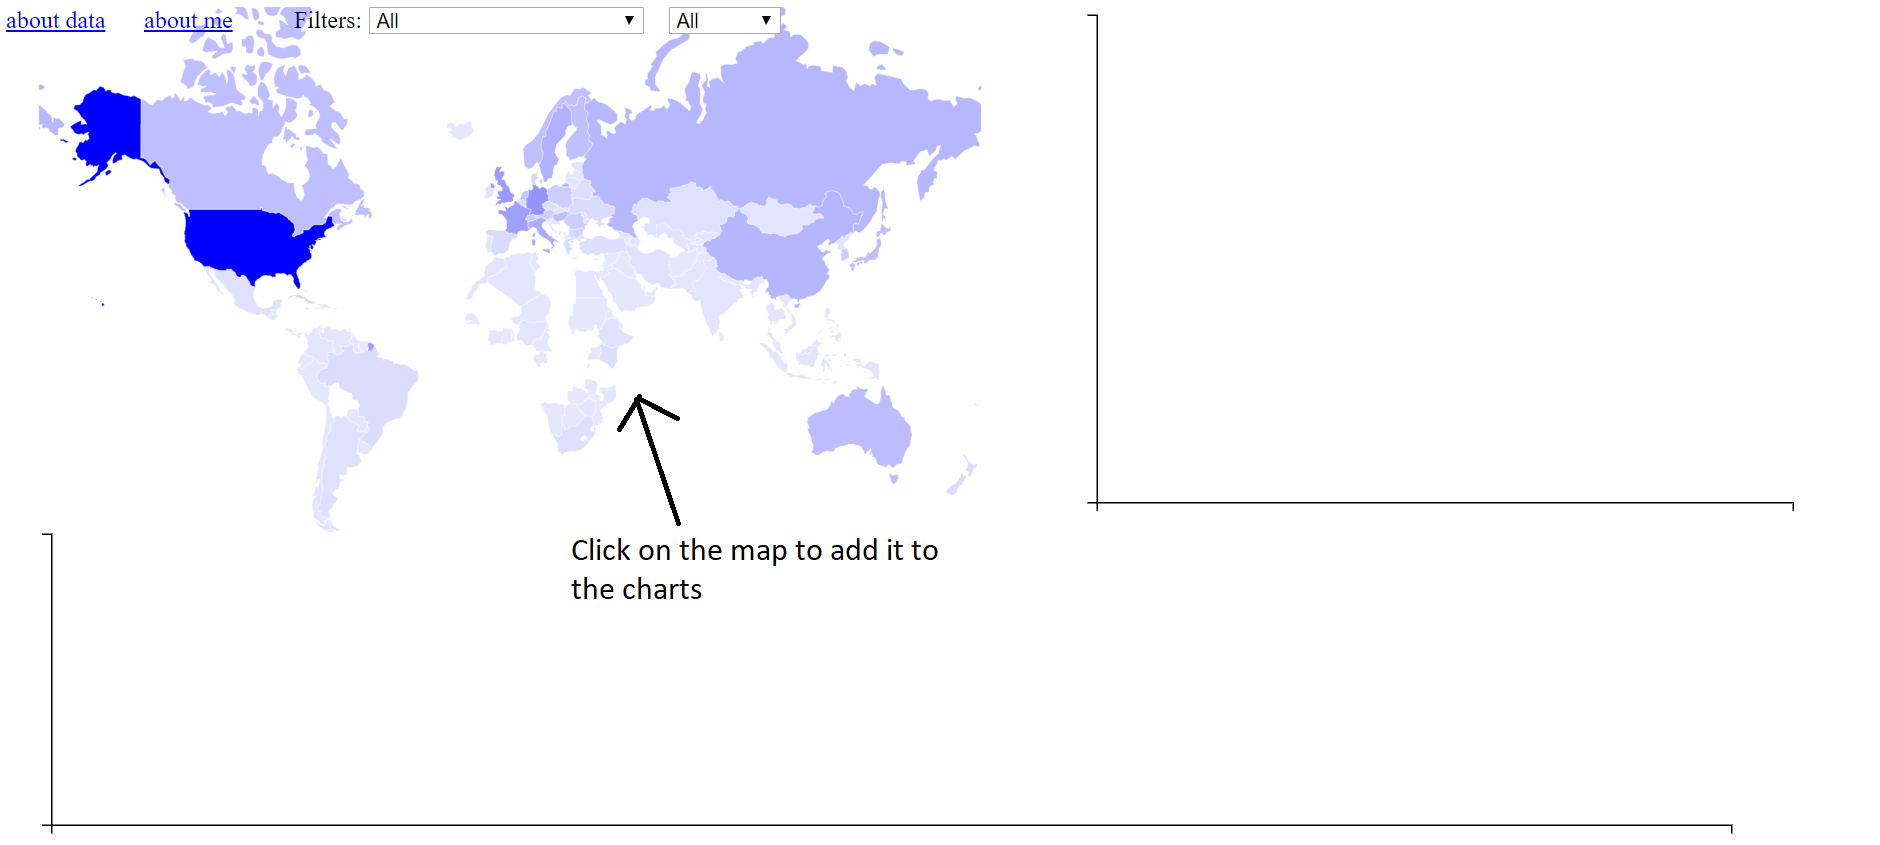 about data about me Filters: All All
Click on the map to add it to
the charts